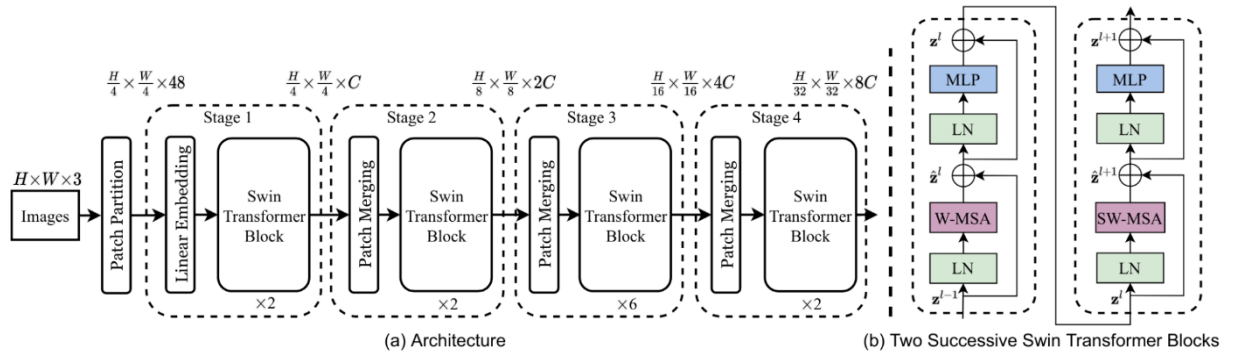 H/4 × W/4 × 48
H/4 × W/4 × C
H/8 × W/8 × 2C
H/16 × W/16 × 4C
H/32 × W/32 × 8C
Stage 1
Stage 2
Stage 3
Stage 4
H×W×3
Images
Patch Partition
Linear Embedding
Swin
Transformer
Block
×2
Patch Merging
Swin
Transformer
Block
×2
Patch Merging
Swin
Transformer
Block
×6
Patch Merging
Swin
Transformer
Block
×2
(a) Architecture
z^l
MLP
LN
ẑ^l
W-MSA
LN
z^{l−1}
z^{l+1}
MLP
LN
ẑ^{l+1}
SW-MSA
LN
z^l
(b) Two Successive Swin Transformer Blocks